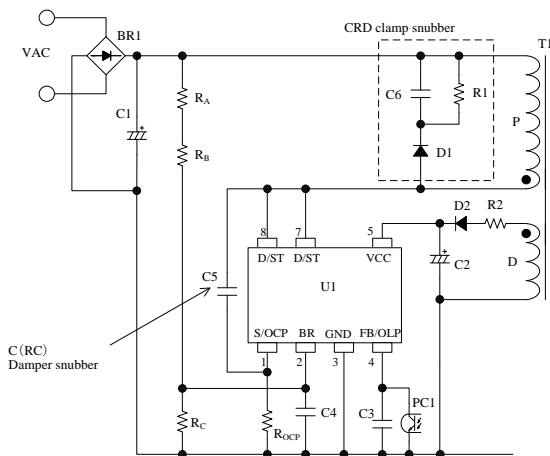 CRD clamp snubber
VAC
BR1
T1
C1
RA
C6
R1
P
RB
D1
D2
R2
8
7
5
D/ST
D/ST
VCC
C5
U1
C2
D
S/OCP
BR
GND
FB/OLP
C（RC）
Damper snubber
1
2
3
4
RC
ROCP
C4
C3
PC1